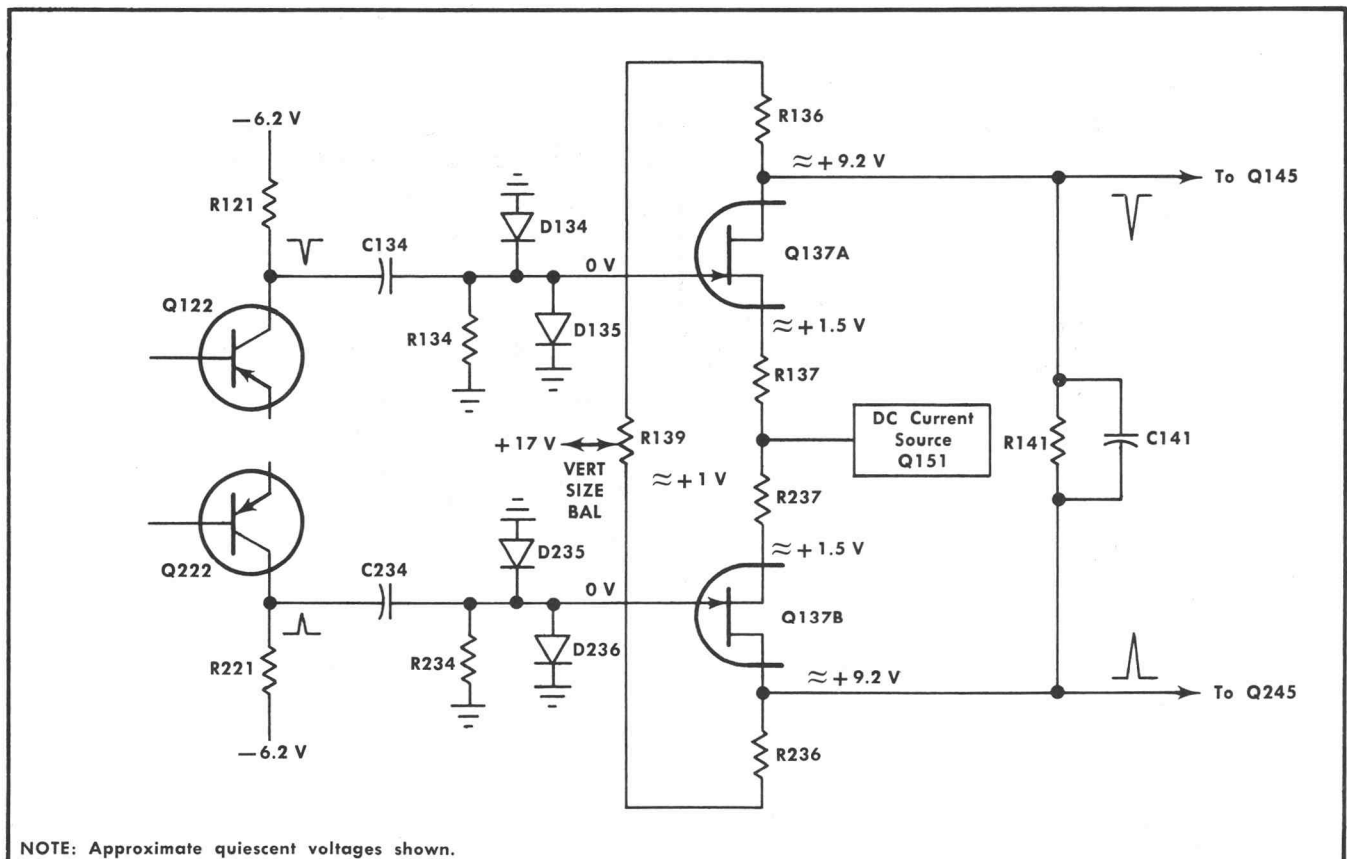 —6.2 V
R121
Q122
C134
R134
D134
D135
0 V
R136
≈+9.2 V
To Q145
Q137A
≈+1.5 V
R137
+17 V
VERT
SIZE
BAL
R139
≈+1 V
DC Current
Source
Q151
R141
C141
R237
≈+1.5 V
Q222
C234
R221
—6.2 V
R234
D235
D236
0 V
Q137B
≈+9.2 V
To Q245
R236
NOTE: Approximate quiescent voltages shown.